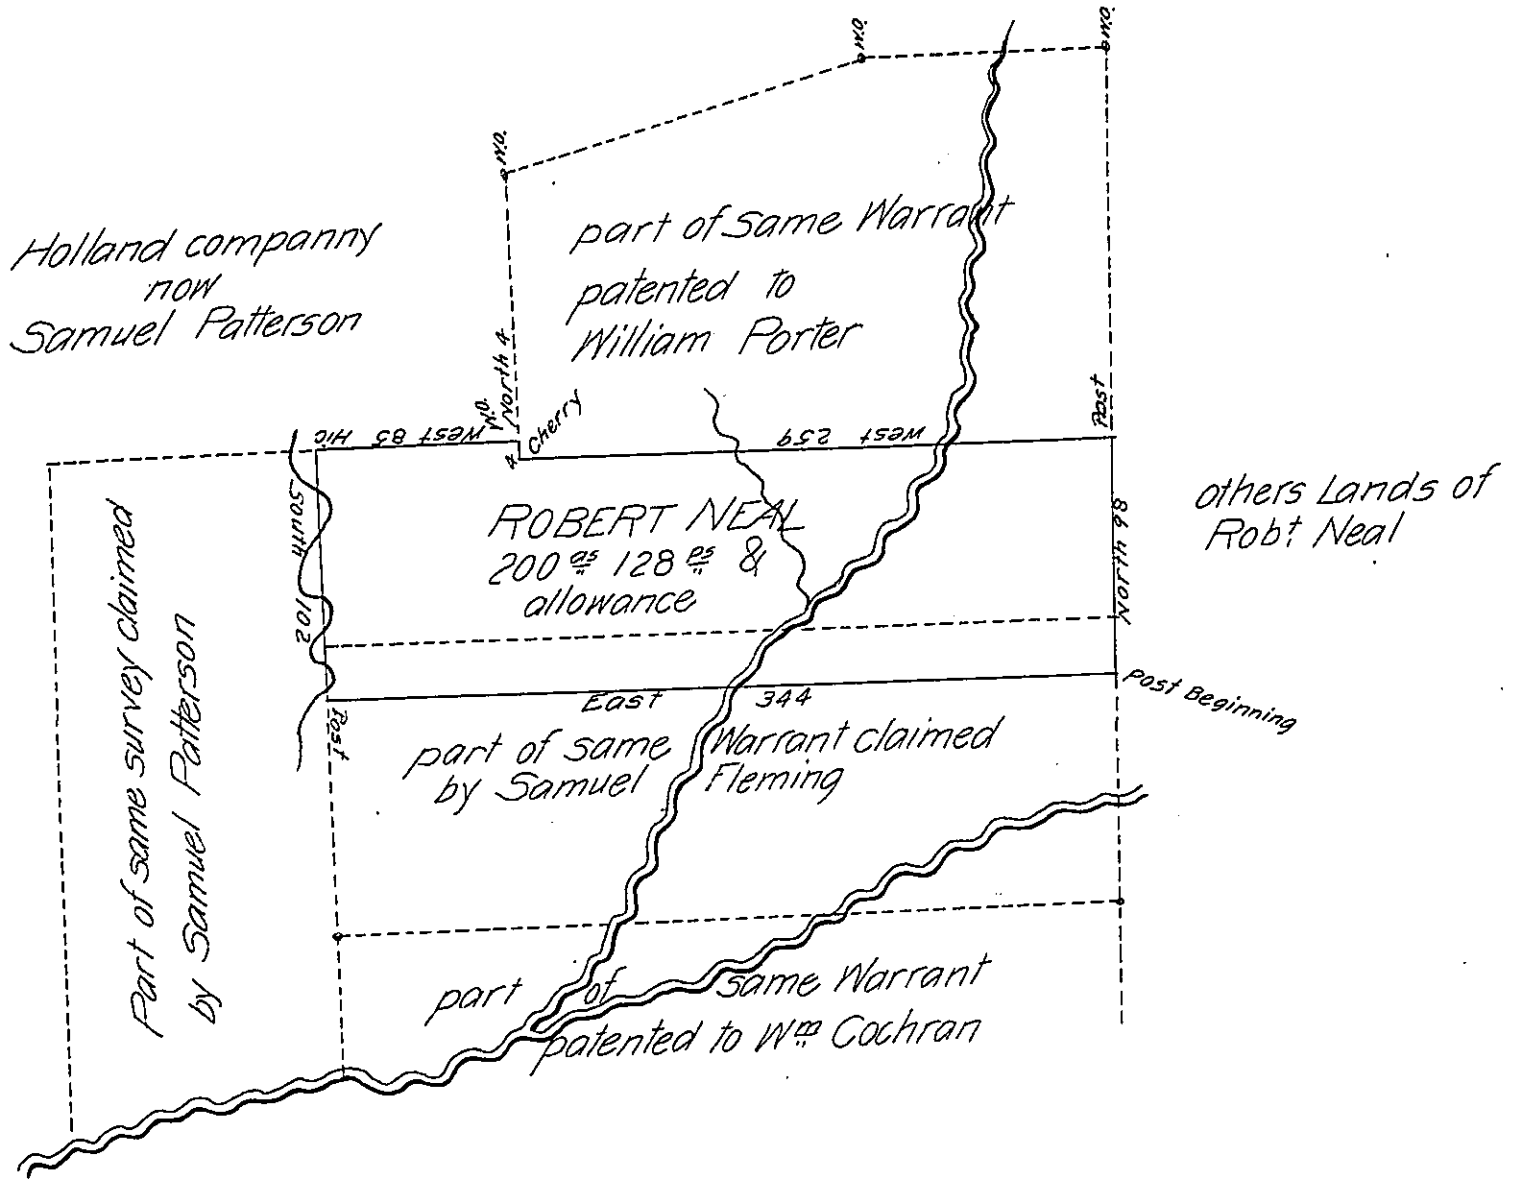 W.O.
W.O.
W.O.
Holland companny
now
Samuel Patterson
part of same Warrant
patented to
William Porter
North 4
W.O.
Cherry
4
Hic
West 85
West 259
Post
South
102
ROBERT NEAL
200 as 128 ps &
allowance
North 98
others Lands of
Robt. Neal
Post Beginning
East 344
Post
part of same Warrant claimed
by Samuel Fleming
Part of same survey claimed
by Samuel Patterson
part of same Warrant
patented to Wm Cochran